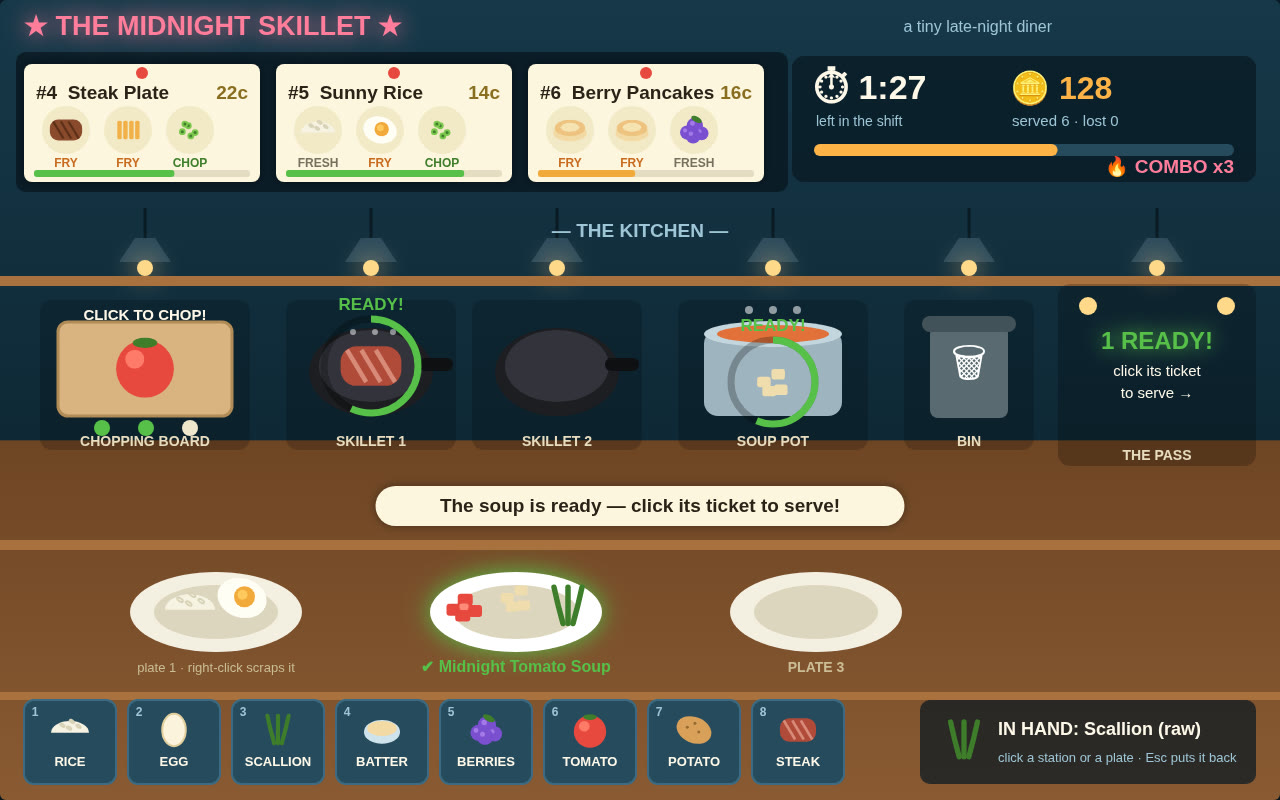 ★ THE MIDNIGHT SKILLET ★
a tiny late-night diner
#4 Steak Plate 22c
FRY FRY CHOP
#5 Sunny Rice 14c
FRESH FRY CHOP
#6 Berry Pancakes 16c
FRY FRY FRESH
1:27
left in the shift
128
served 6 · lost 0
COMBO x3
— THE KITCHEN —
CLICK TO CHOP!
CHOPPING BOARD
READY!
SKILLET 1
SKILLET 2
READY!
SOUP POT
BIN
1 READY!
click its ticket
to serve →
THE PASS
The soup is ready — click its ticket to serve!
plate 1 · right-click scraps it
✔ Midnight Tomato Soup
PLATE 3
1 RICE
2 EGG
3 SCALLION
4 BATTER
5 BERRIES
6 TOMATO
7 POTATO
8 STEAK
IN HAND: Scallion (raw)
click a station or a plate · Esc puts it back